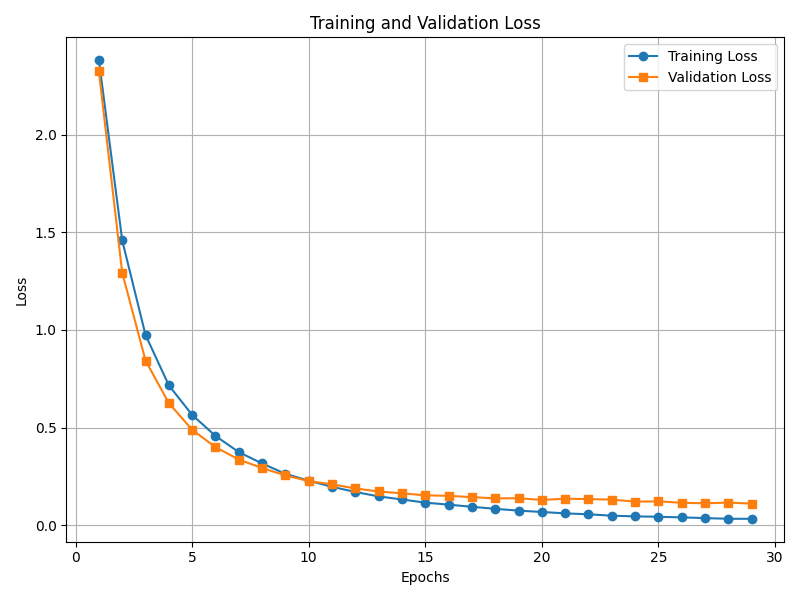 Training and Validation Loss
Training Loss
Validation Loss
2.0
1.5
1.0
0.5
0.0
Loss
0 5 10 15 20 25 30
Epochs